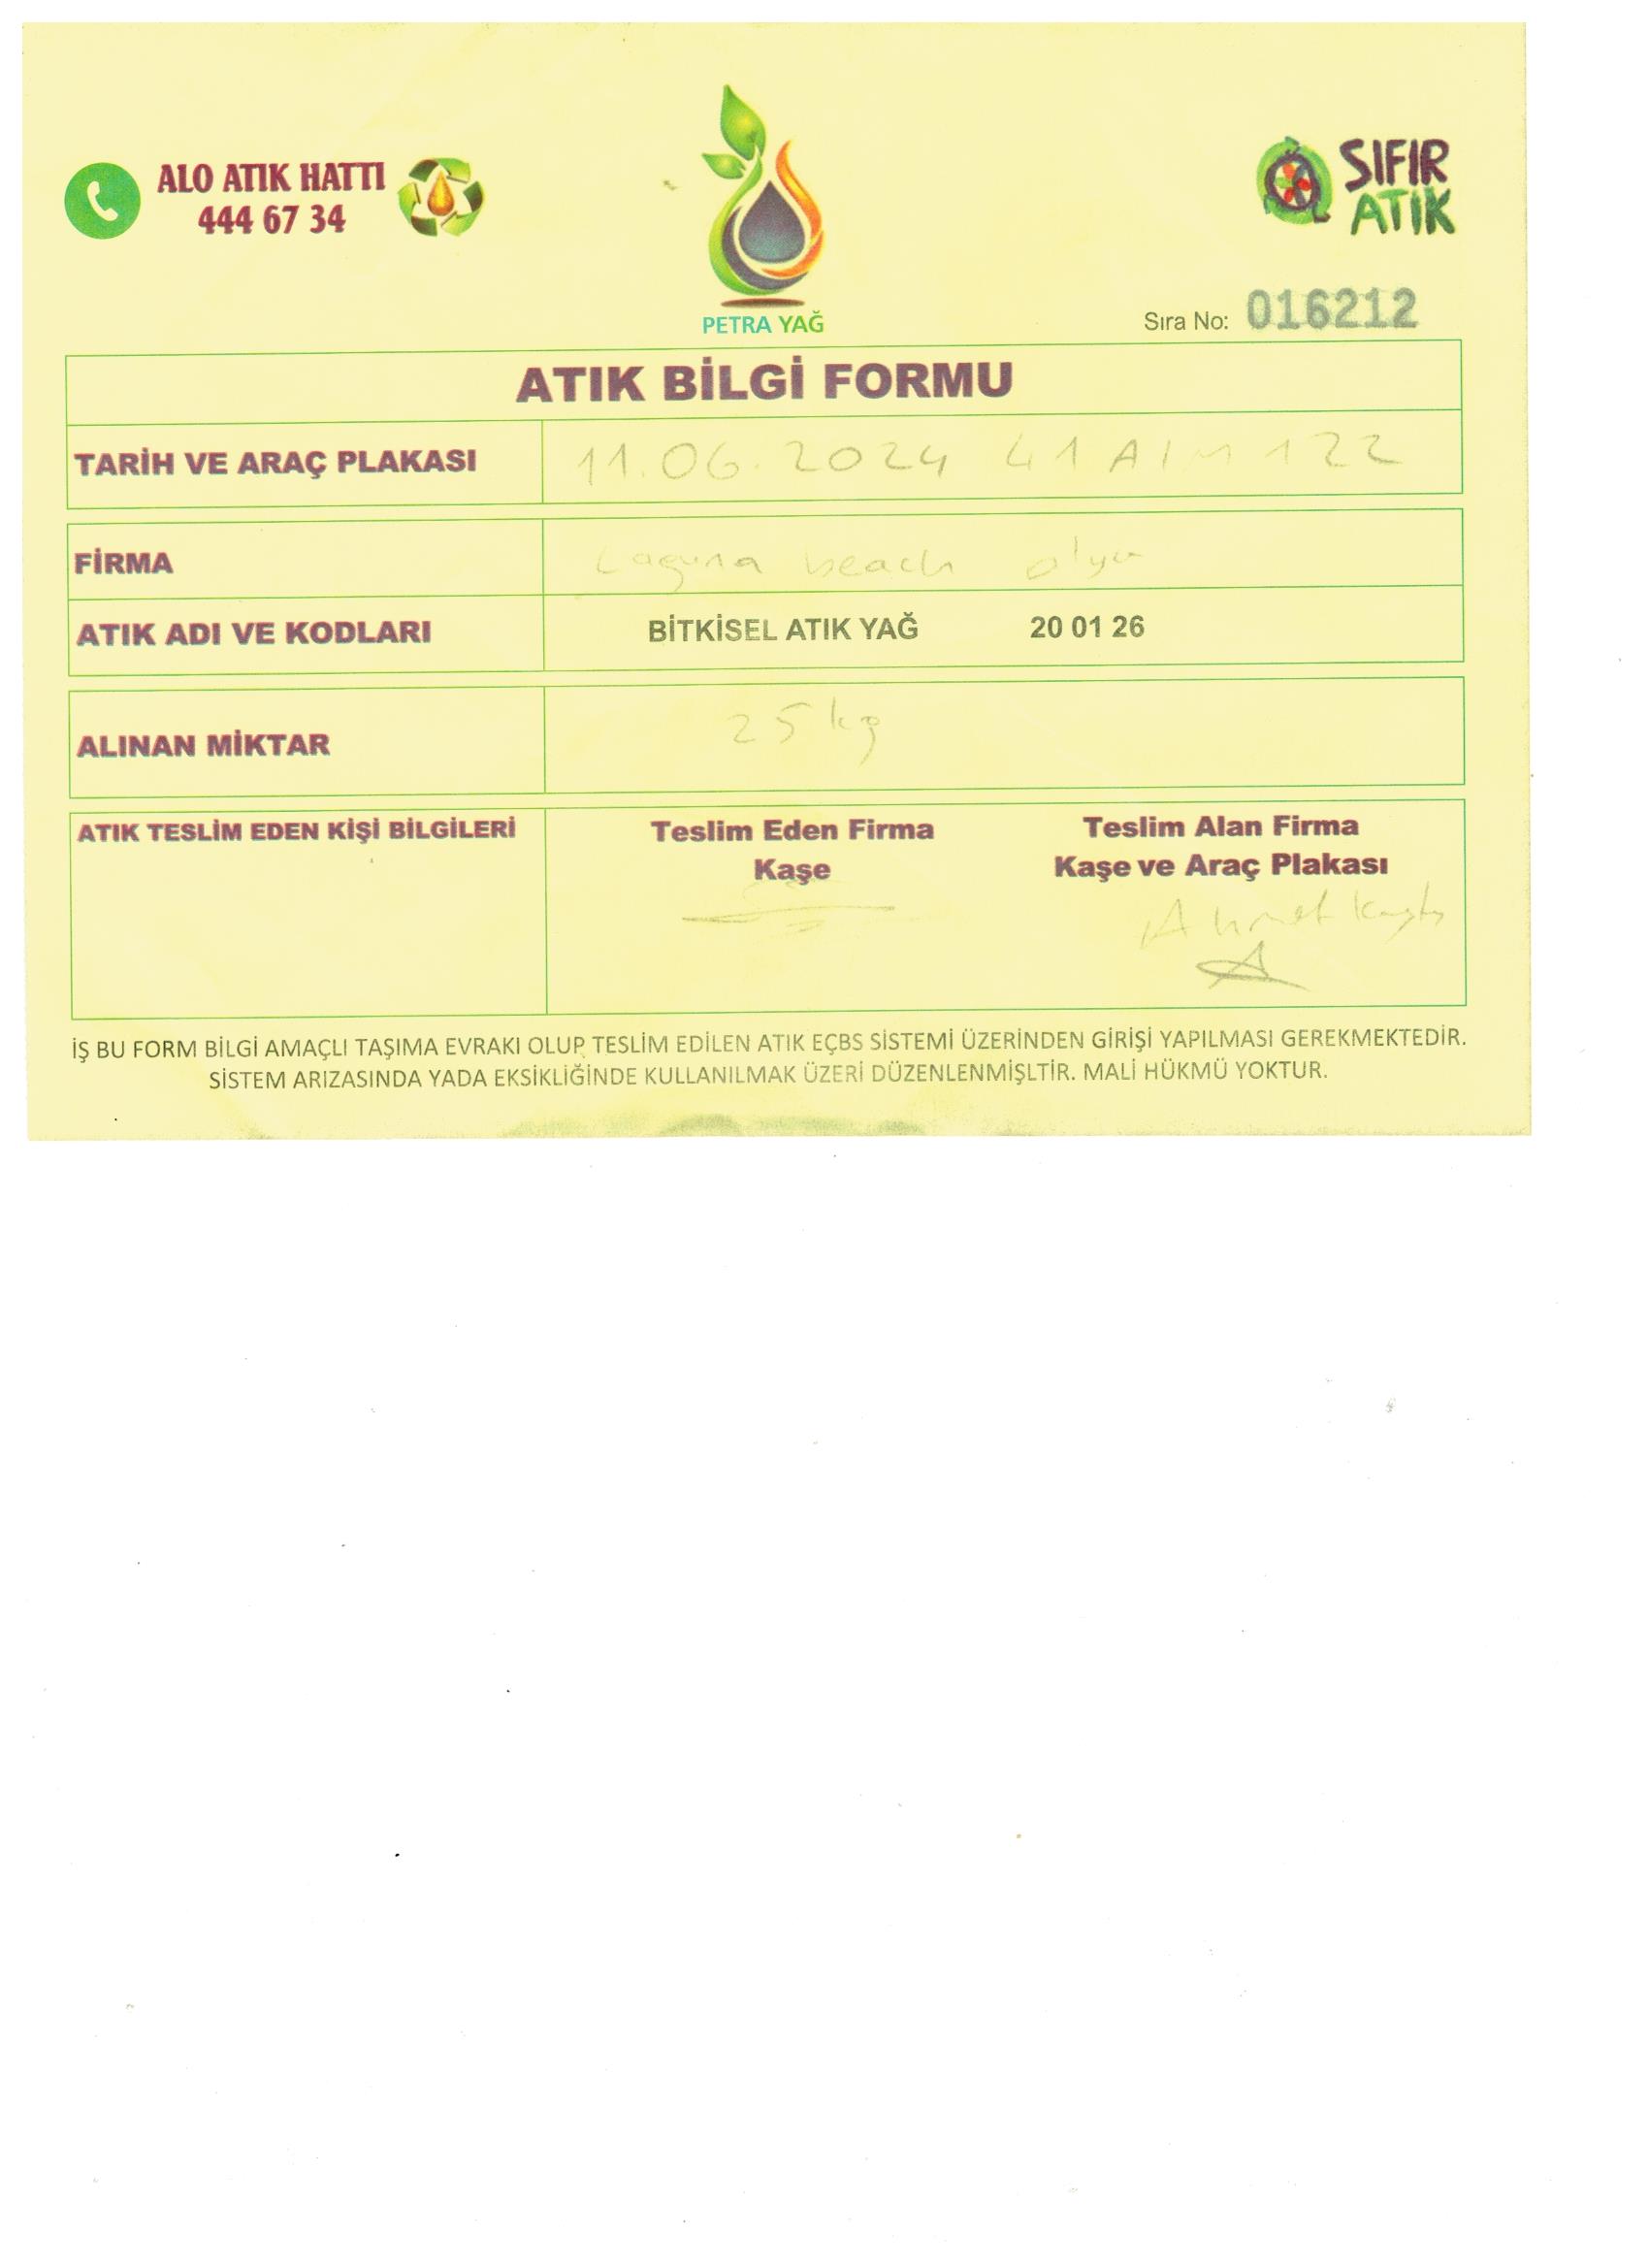 ALO ATIK HATTI
444 67 34
PETRA YAĞ
SIFIR
ATIK
Sıra No: 016212
ATIK BİLGİ FORMU
TARİH VE ARAÇ PLAKASI 11.06.2024 41 AIM 122
FİRMA Laguna beach
ATIK ADI VE KODLARI BİTKİSEL ATIK YAĞ 20 01 26
ALINAN MİKTAR 25 kg
ATIK TESLİM EDEN KİŞİ BİLGİLERİ
Teslim Eden Firma
Kaşe
Teslim Alan Firma
Kaşe ve Araç Plakası
Ahmet
İŞ BU FORM BİLGİ AMAÇLI TAŞIMA EVRAKI OLUP TESLİM EDİLEN ATIK EÇBS SİSTEMİ ÜZERİNDEN GİRİŞİ YAPILMASI GEREKMEKTEDİR.
SİSTEM ARIZASINDA YADA EKSİKLİĞİNDE KULLANILMAK ÜZERİ DÜZENLENMİŞLTİR. MALİ HÜKMÜ YOKTUR.